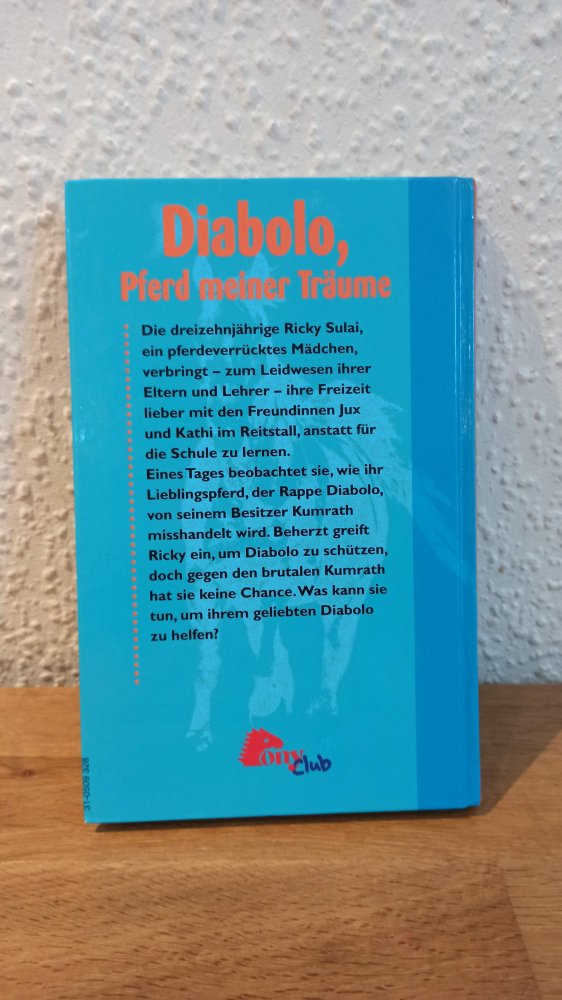 Diabolo,
Pferd meiner Träume
Die dreizehnjährige Ricky Sulai,
ein pferdeverrücktes Mädchen,
verbringt – zum Leidwesen ihrer
Eltern und Lehrer – ihre Freizeit
lieber mit den Freundinnen Jux
und Kathi im Reitstall, anstatt für
die Schule zu lernen.
Eines Tages beobachtet sie, wie ihr
Lieblingspferd, der Rappe Diabolo,
von seinem Besitzer Kumrath
misshandelt wird. Beherzt greift
Ricky ein, um Diabolo zu schützen,
doch gegen den brutalen Kumrath
hat sie keine Chance. Was kann sie
tun, um ihrem geliebten Diabolo
zu helfen?
Pony
Club
31-0509 328